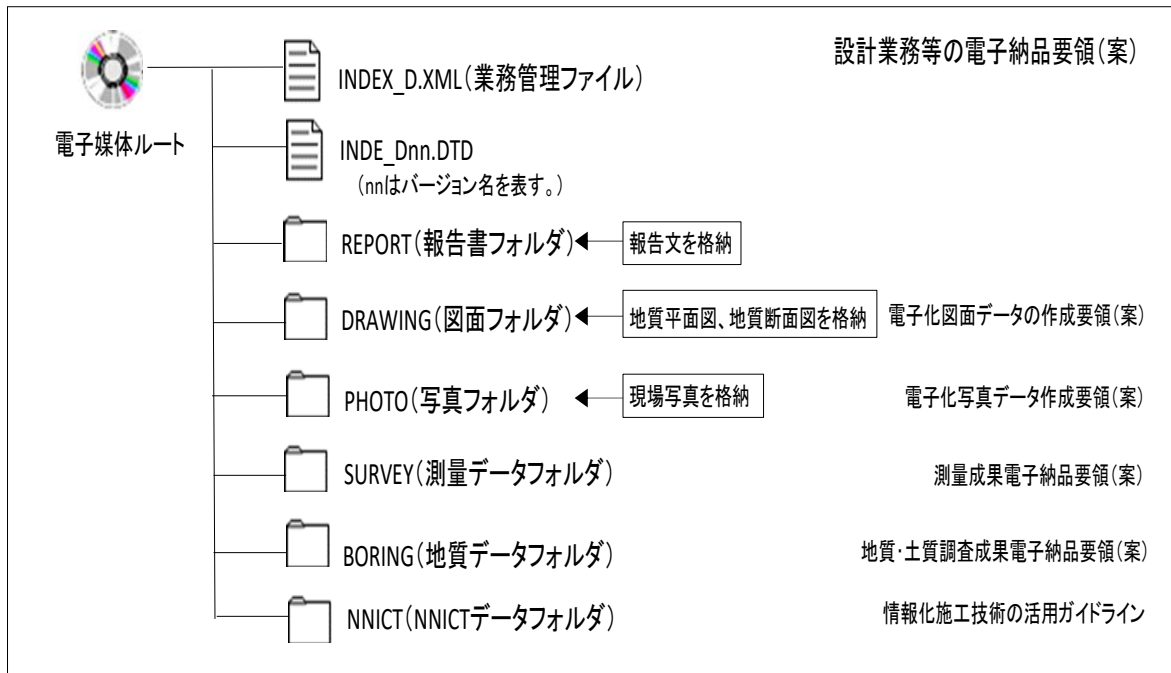 設計業務等の電子納品要領(案)
電子媒体ルート
INDEX_D.XML(業務管理ファイル)
INDE_Dnn.DTD
(nnはバージョン名を表す。)
REPORT(報告書フォルダ) 報告文を格納
DRAWING(図面フォルダ) 地質平面図、地質断面図を格納 電子化図面データの作成要領(案)
PHOTO(写真フォルダ) 現場写真を格納 電子化写真データ作成要領(案)
SURVEY(測量データフォルダ) 測量成果電子納品要領(案)
BORING(地質データフォルダ) 地質・土質調査成果電子納品要領(案)
NNICT(NNICTデータフォルダ) 情報化施工技術の活用ガイドライン